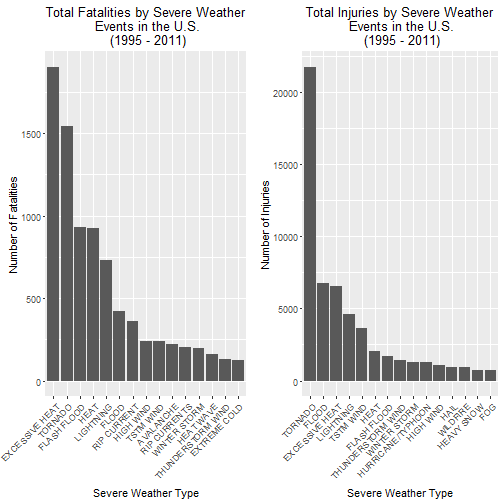 Total Fatalities by Severe Weather
Events in the U.S.
(1995 - 2011)
Number of Fatalities
1500
1000
500
0
EXCESSIVE HEAT
TORNADO
FLASH FLOOD
HEAT
LIGHTNING
FLOOD
RIP CURRENT
HIGH WIND
TSTM WIND
AVALANCHE
RIP CURRENTS
WINTER STORM
HEAT WAVE
THUNDERSTORM WIND
EXTREME COLD
Severe Weather Type
Total Injuries by Severe Weather
Events in the U.S.
(1995 - 2011)
Number of Injuries
20000
15000
10000
5000
0
TORNADO
FLOOD
EXCESSIVE HEAT
LIGHTNING
TSTM WIND
HEAT
FLASH FLOOD
THUNDERSTORM WIND
WINTER STORM
HURRICANE/TYPHOON
HIGH WIND
HAIL
WILDFIRE
HEAVY SNOW
FOG
Severe Weather Type